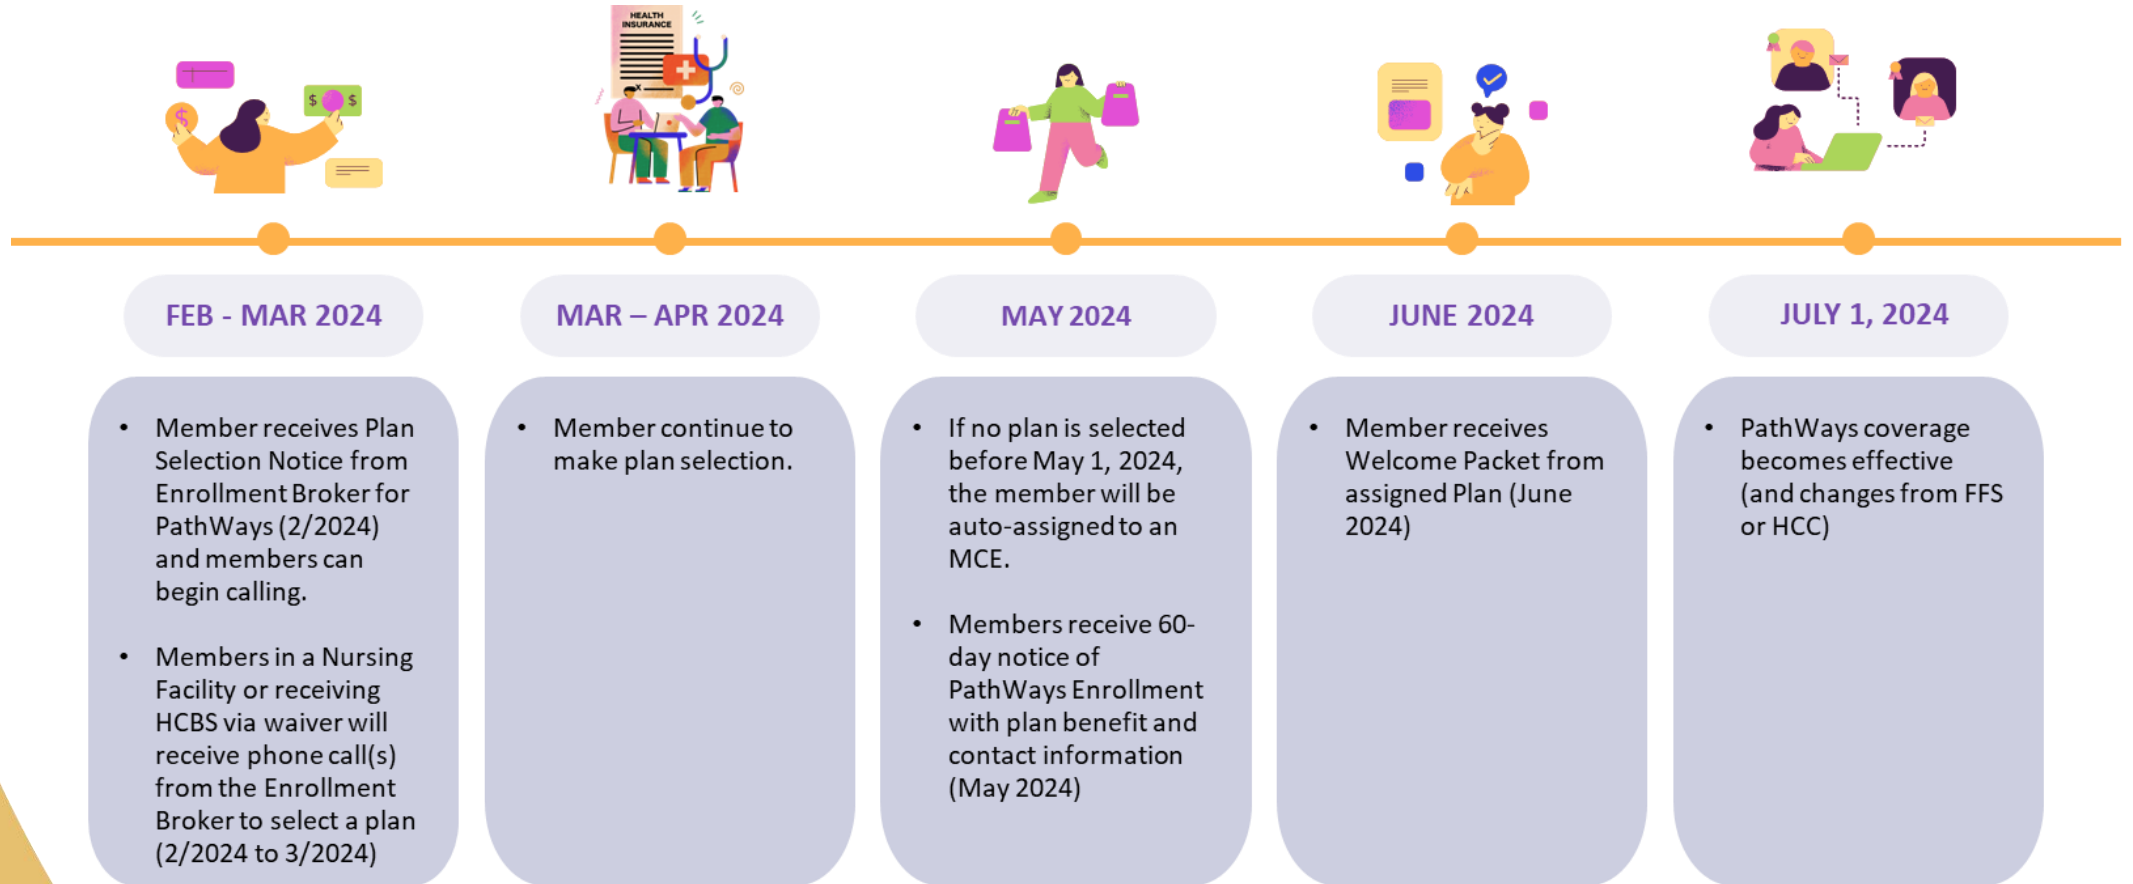 HEALTH
INSURANCE
X
$ $
$
FEB - MAR 2024
MAR – APR 2024
MAY 2024
JUNE 2024
JULY 1, 2024
• Member receives Plan
Selection Notice from
Enrollment Broker for
PathWays (2/2024)
and members can
begin calling.
• Members in a Nursing
Facility or receiving
HCBS via waiver will
receive phone call(s)
from the Enrollment
Broker to select a plan
(2/2024 to 3/2024)
• Member continue to
make plan selection.
• If no plan is selected
before May 1, 2024,
the member will be
auto-assigned to an
MCE.
• Members receive 60-
day notice of
PathWays Enrollment
with plan benefit and
contact information
(May 2024)
• Member receives
Welcome Packet from
assigned Plan (June
2024)
• PathWays coverage
becomes effective
(and changes from FFS
or HCC)